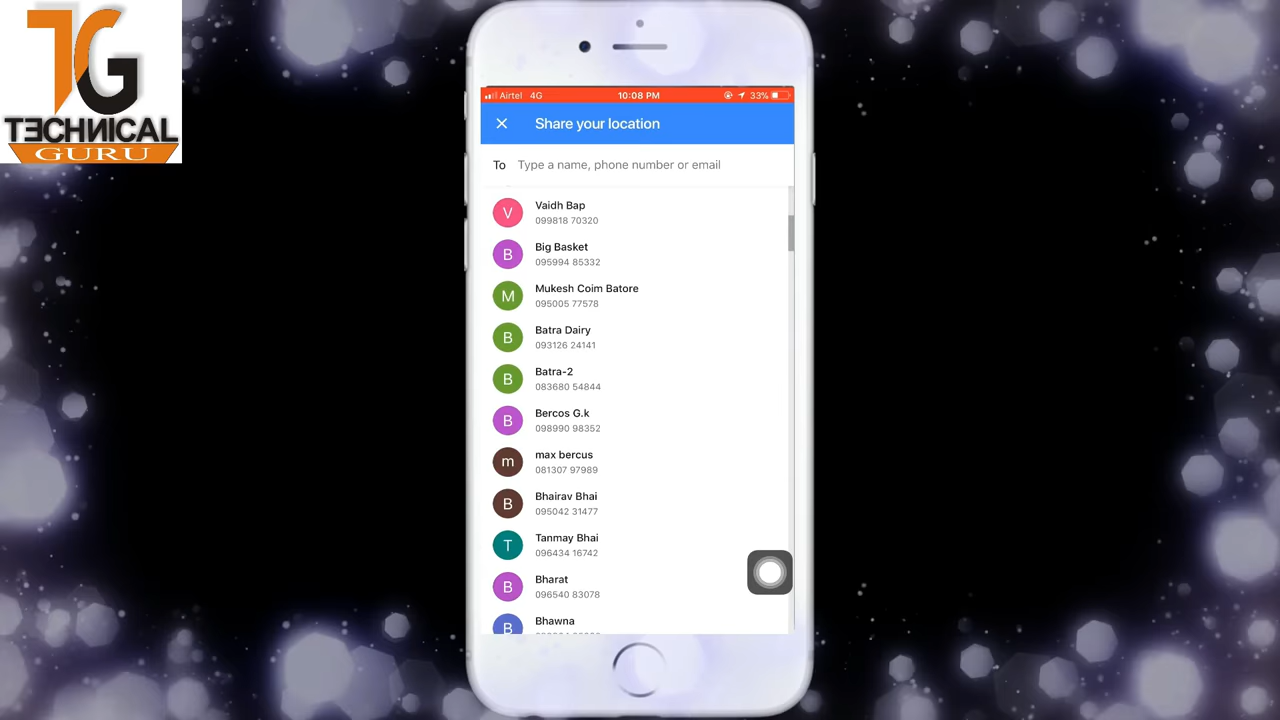 TG
TECHNICAL
GURU
Airtel 4G 10:08 PM 33%
Share your location
To Type a name, phone number or email
V Vaidh Bap
099818 70320
B Big Basket
095994 85332
M Mukesh Coim Batore
095005 77578
B Batra Dairy
093126 24141
B Batra-2
083680 54844
B Bercos G.k
098990 98352
m max bercus
081307 97989
B Bhairav Bhai
095042 31477
T Tanmay Bhai
096434 16742
B Bharat
096540 83078
B Bhawna